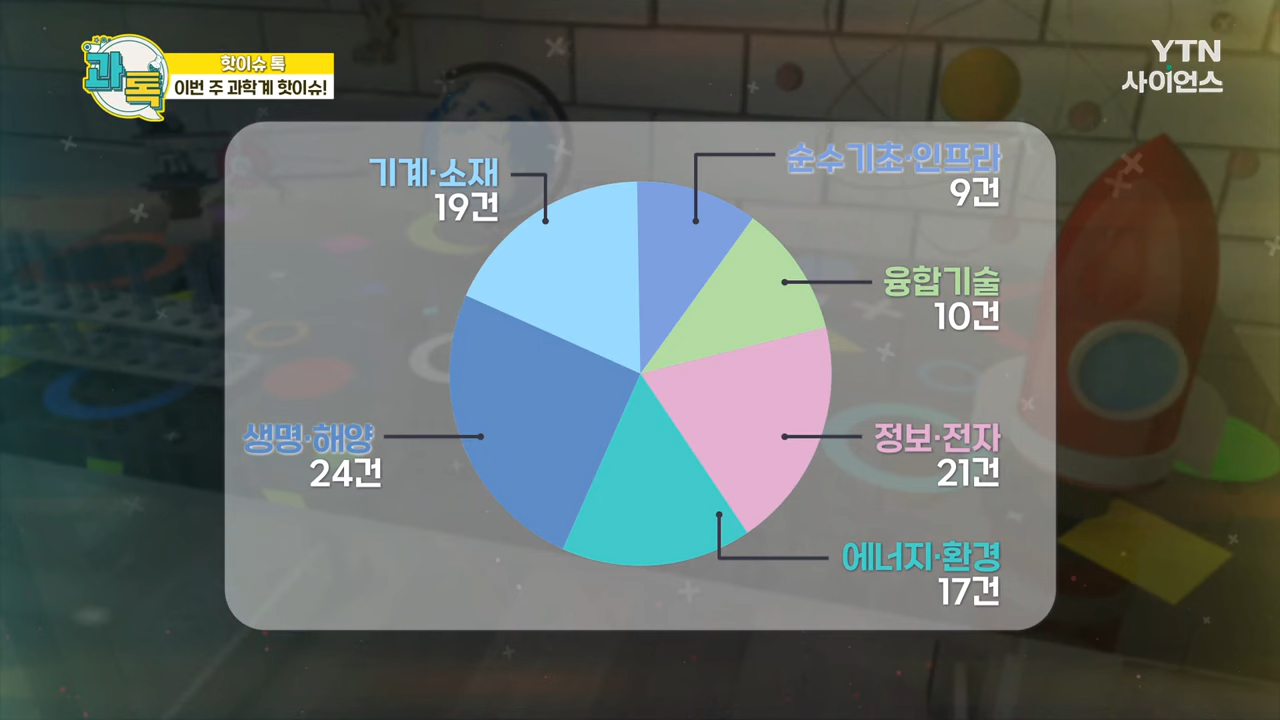 과톡
핫이슈 톡
이번 주 과학계 핫이슈!
YTN
사이언스
기계·소재
19건
순수기초·인프라
9건
융합기술
10건
생명·해양
24건
정보·전자
21건
에너지·환경
17건